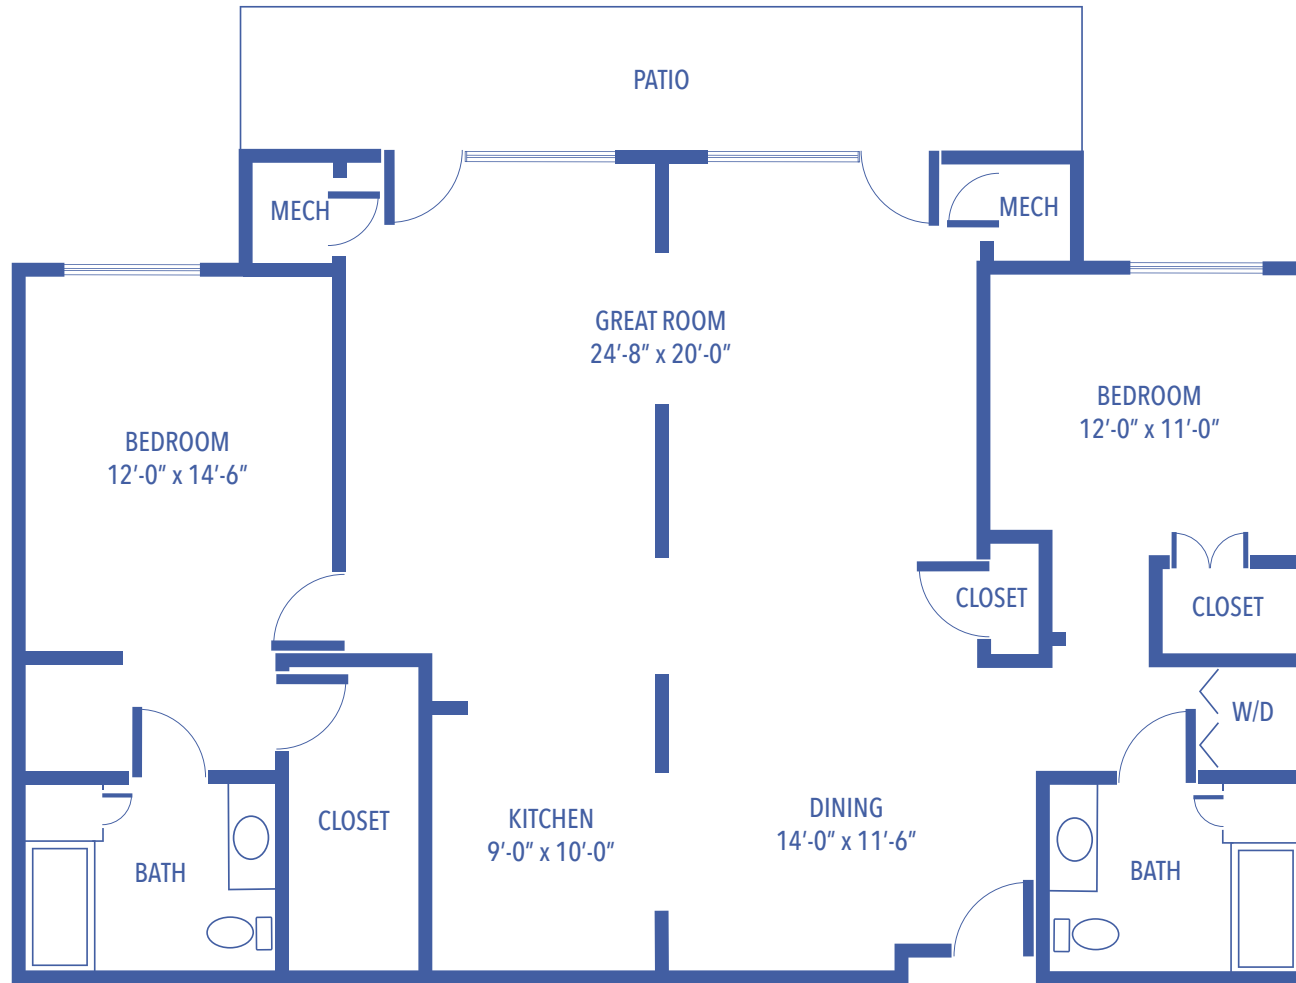 PATIO
MECH
MECH
GREAT ROOM
24'-8" x 20'-0"
BEDROOM
12'-0" x 11'-0"
BEDROOM
12'-0" x 14'-6"
CLOSET
CLOSET
W/D
DINING
14'-0" x 11'-6"
CLOSET
KITCHEN
9'-0" x 10'-0"
BATH
BATH